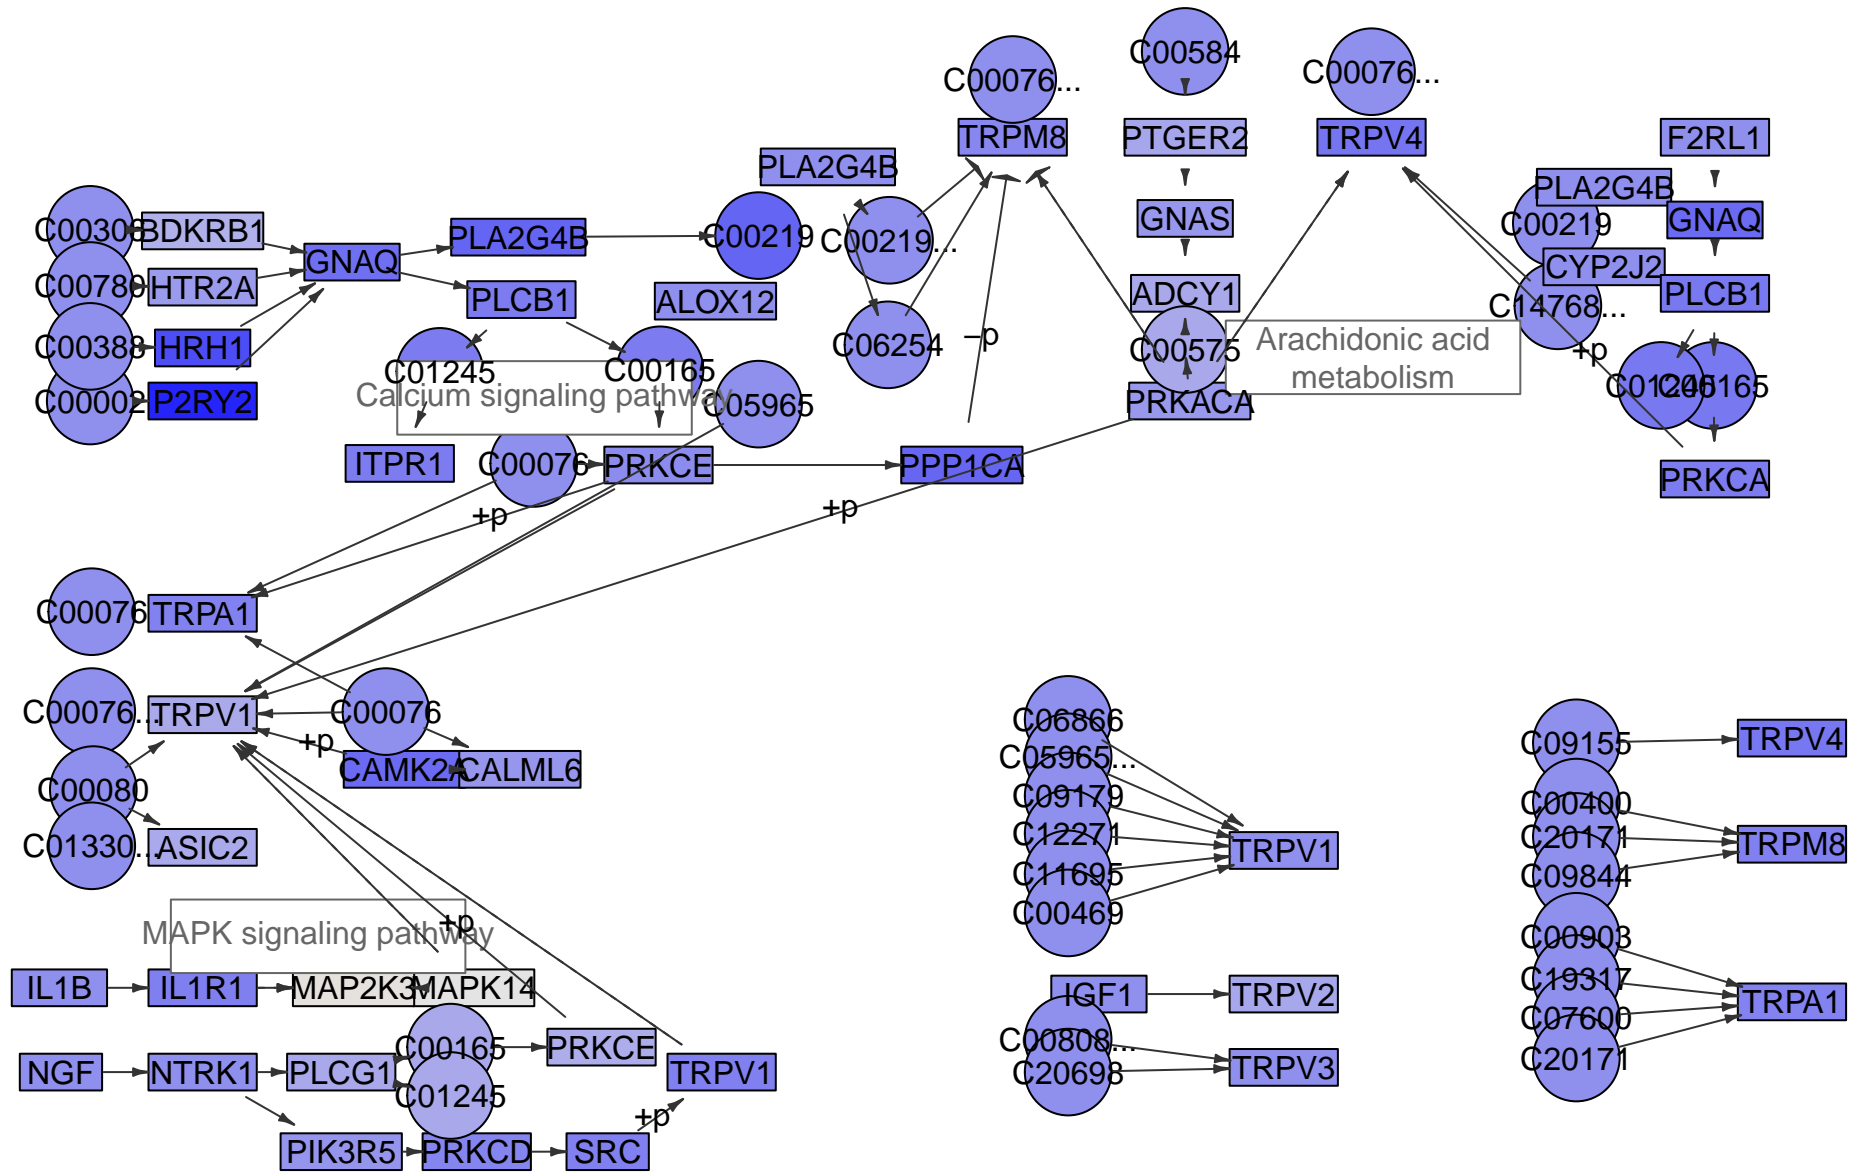 C00584
C00076...
C00076...
TRPM8
PTGER2
TRPV4
F2RL1
PLA2G4B
PLA2G4B
C00219
GNAS
GNAQ
BDKRB1
PLA2G4B
C00219
C00219...
GNAQ
CYP2J2
C00780
HTR2A
PLCB1
ALOX12
ADCY1
PLCB1
C14768...
C00388
HRH1
C01245
C00165
C06254
–p
C00575
Arachidonic acid
metabolism
+p
Calcium signaling pathway
C00002
P2RY2
C05965
PRKACA
C01245
C00165
ITPR1
C00076
PRKCE
PPP1CA
PRKCA
+p
+p
C00076
TRPA1
C00076...
TRPV1
C00076
C06866
+p
C09155
TRPV4
C05965...
CAMK2A
CALML6
C00080
C09179
C00400
C01330...
ASIC2
C12271
TRPV1
C20171
TRPM8
C11695
C09844
C00469
+p
MAPK signaling pathway
C00903
IL1B
IL1R1
MAP2K3
MAPK14
IGF1
TRPV2
C19317
TRPA1
C07600
C00165
PRKCE
C00808...
C20171
NGF
NTRK1
PLCG1
TRPV1
C20698
TRPV3
C01245
+p
PIK3R5
PRKCD
SRC